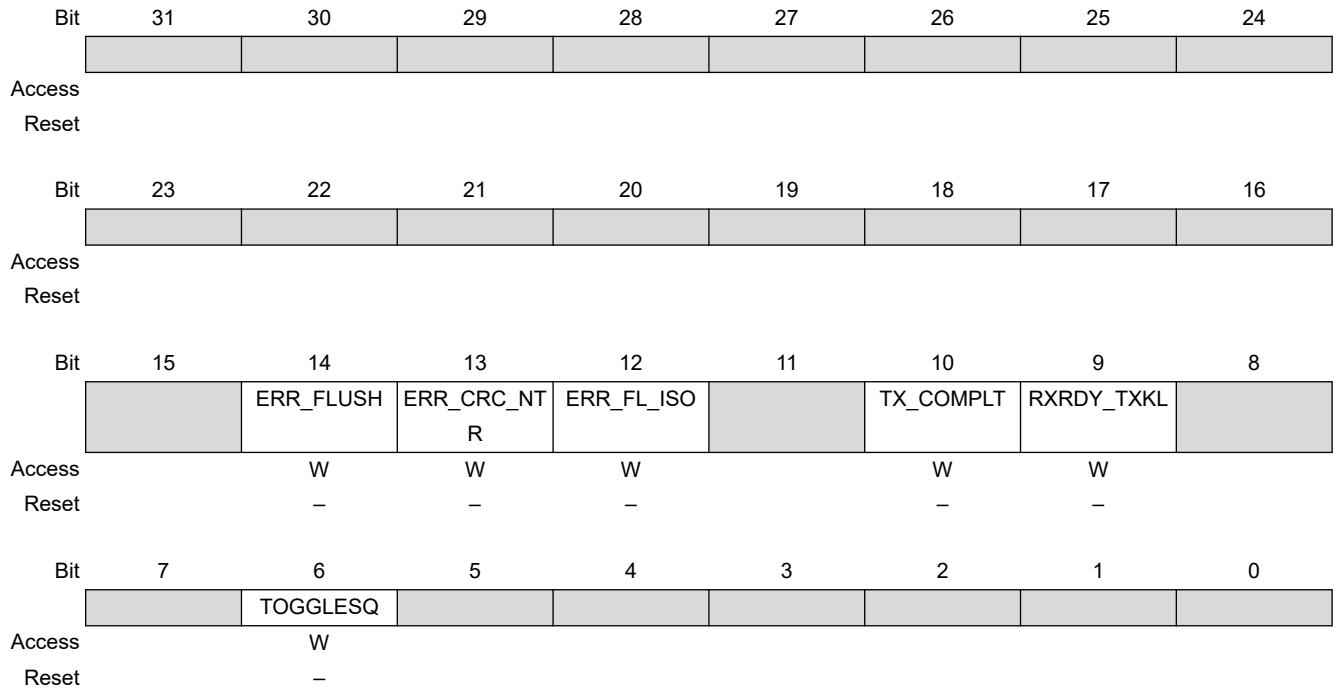 Bit 31 30 29 28 27 26 25 24
Access
Reset
Bit 23 22 21 20 19 18 17 16
Access
Reset
Bit 15 14 13 12 11 10 9 8
ERR_FLUSH ERR_CRC_NT ERR_FL_ISO TX_COMPLT RXRDY_TXKL
R
Access W W W W W
Reset – – – – –
Bit 7 6 5 4 3 2 1 0
TOGGLESQ
Access W
Reset –